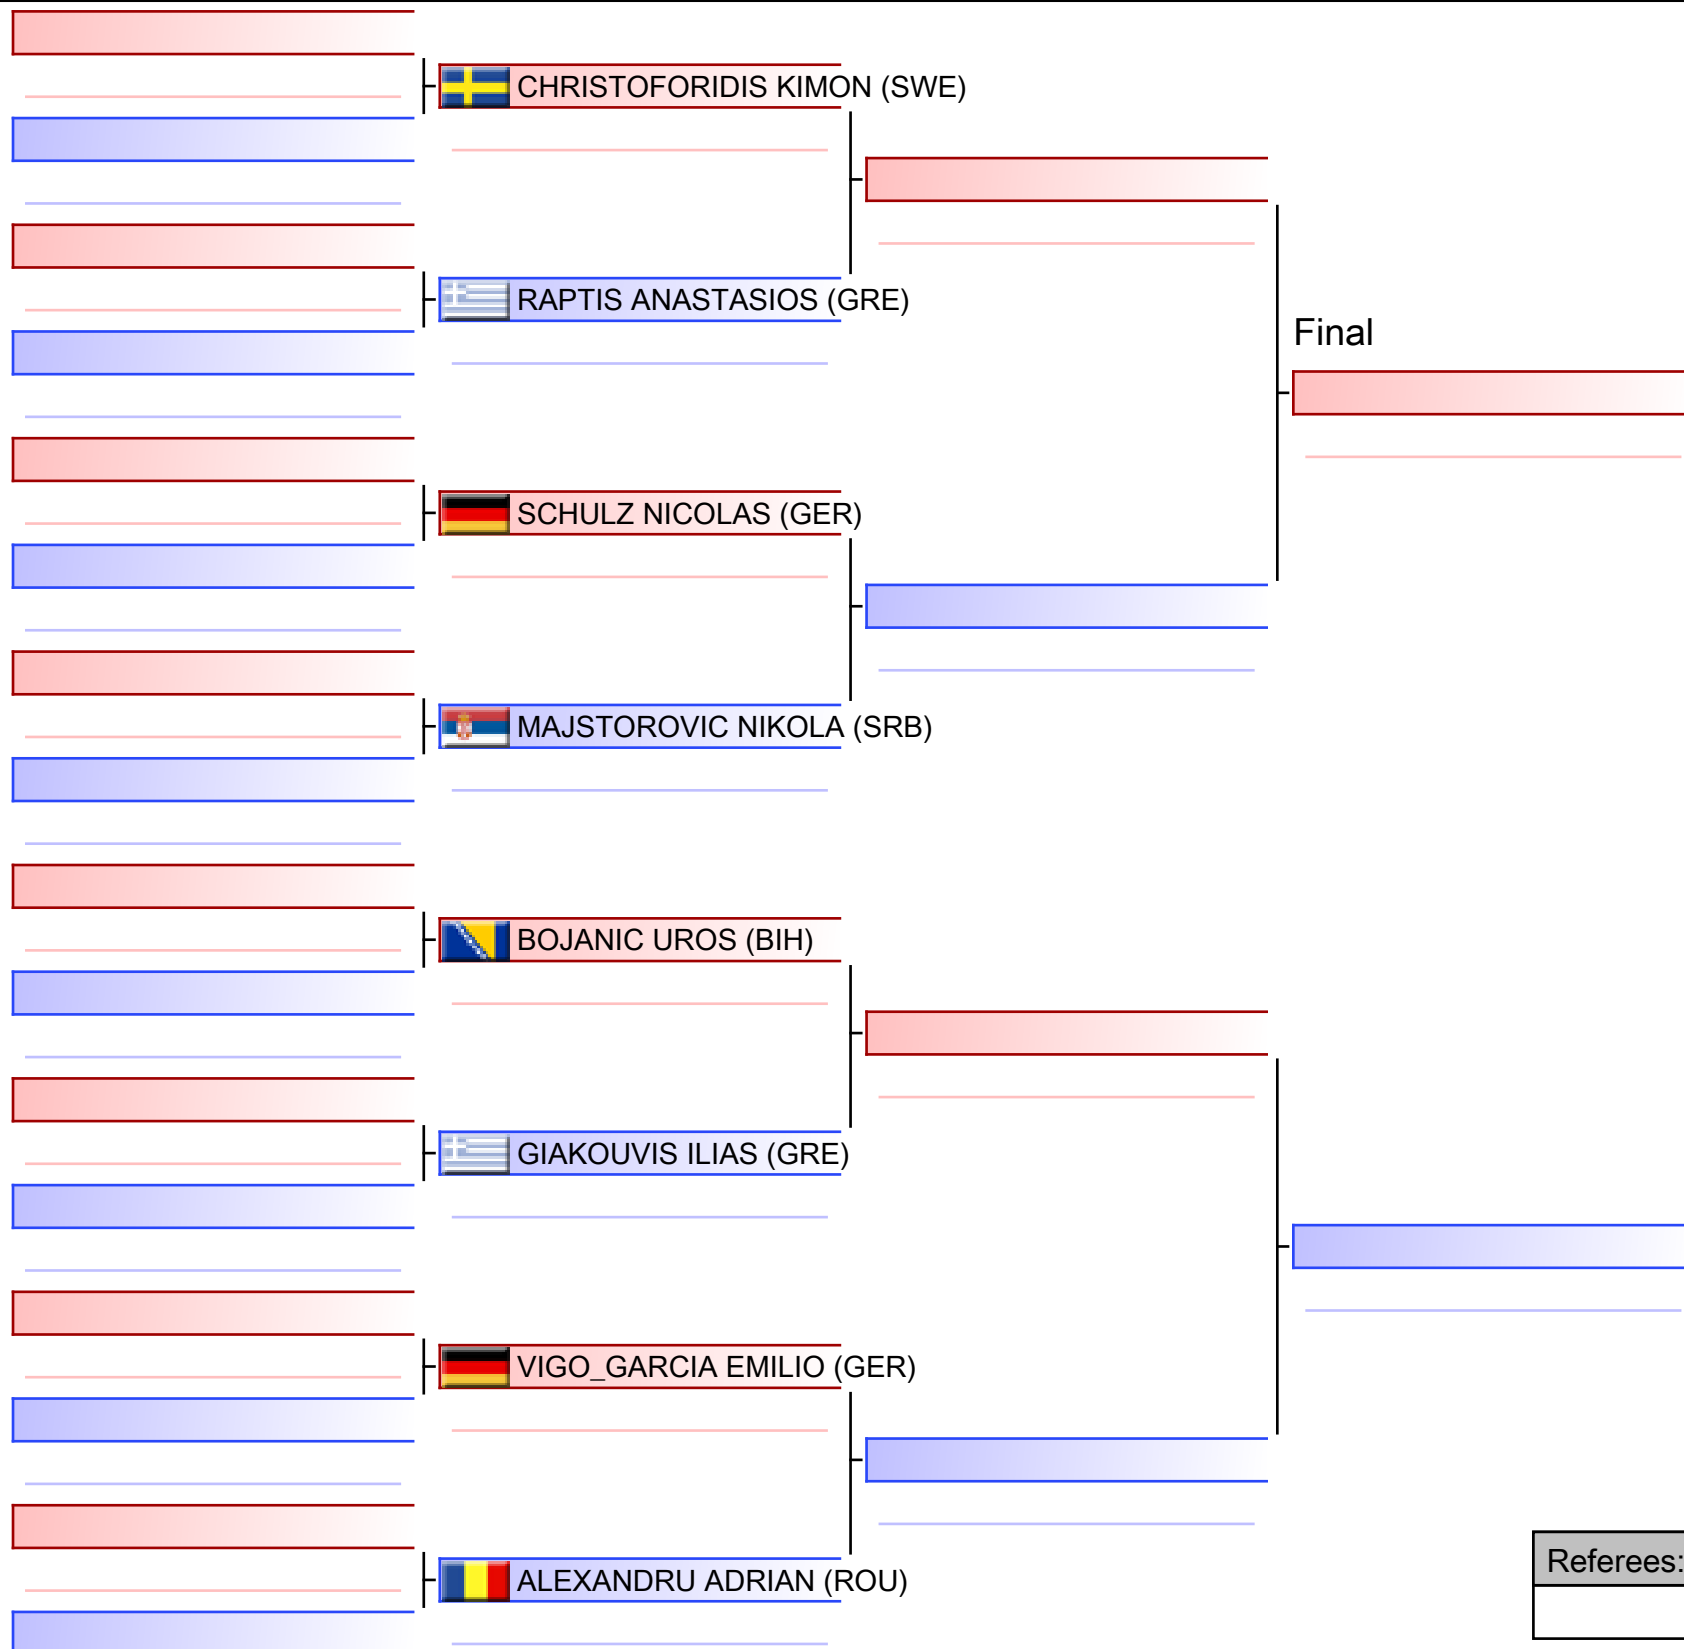 CHRISTOFORIDIS KIMON (SWE)
RAPTIS ANASTASIOS (GRE)
Final
SCHULZ NICOLAS (GER)
MAJSTOROVIC NIKOLA (SRB)
BOJANIC UROS (BIH)
GIAKOUVIS ILIAS (GRE)
VIGO_GARCIA EMILIO (GER)
Referees:
ALEXANDRU ADRIAN (ROU)